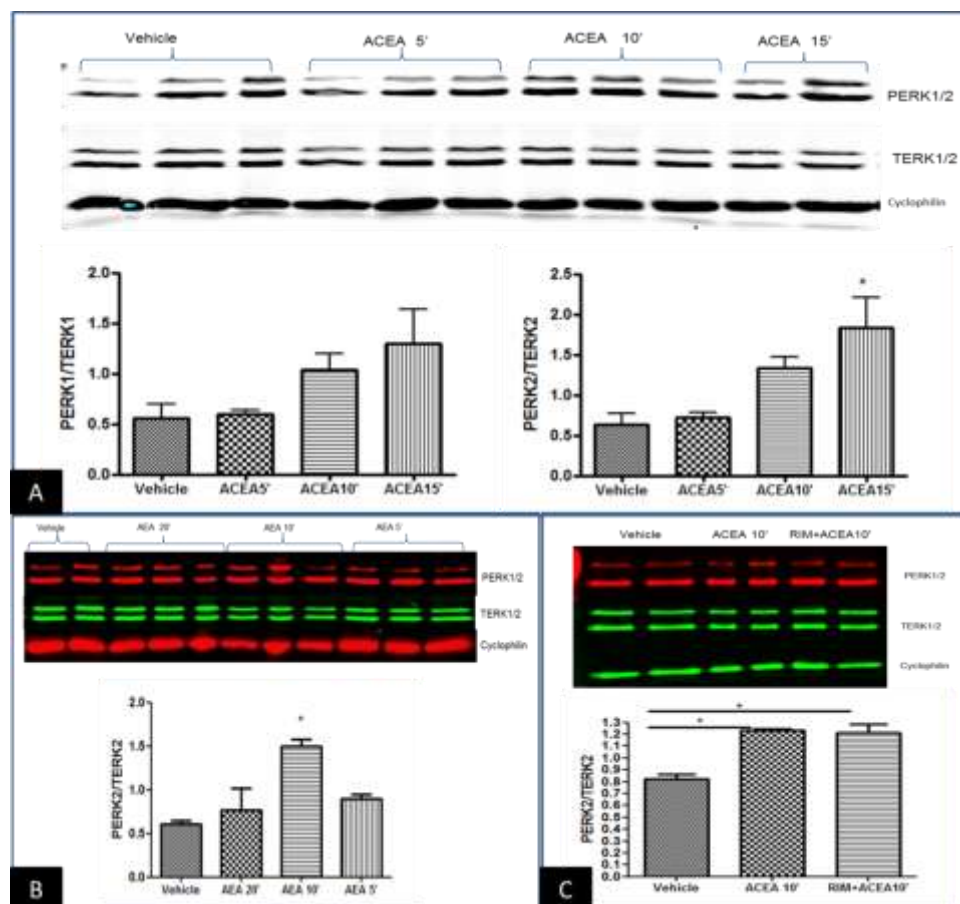 Vehicle ACEA 5' ACEA 10' ACEA 15'
*
PERK1/2
TERK1/2
Cyclophilin
*
PERK1/TERK1
2.0
1.5
1.0
0.5
0.0
Vehicle ACEA5' ACEA10' ACEA15'
PERK2/TERK2
2.5
2.0
1.5
1.0
0.5
0.0
*
Vehicle ACEA5' ACEA10' ACEA15'
A
Vehicle AEA 20' AEA 10' AEA 5'
PERK1/2
TERK1/2
Cyclophilin
PERK2/TERK2
2.0
1.5
1.0
0.5
0.0
*
Vehicle AEA 20' AEA 10' AEA 5'
B
Vehicle ACEA 10' RIM+ACEA10'
PERK1/2
TERK1/2
Cyclophilin
PERK2/TERK2
1.3
1.2
1.1
1.0
0.9
0.8
0.7
0.6
0.5
0.4
0.3
0.2
0.1
0.0
*
*
Vehicle ACEA 10' RIM+ACEA10'
C